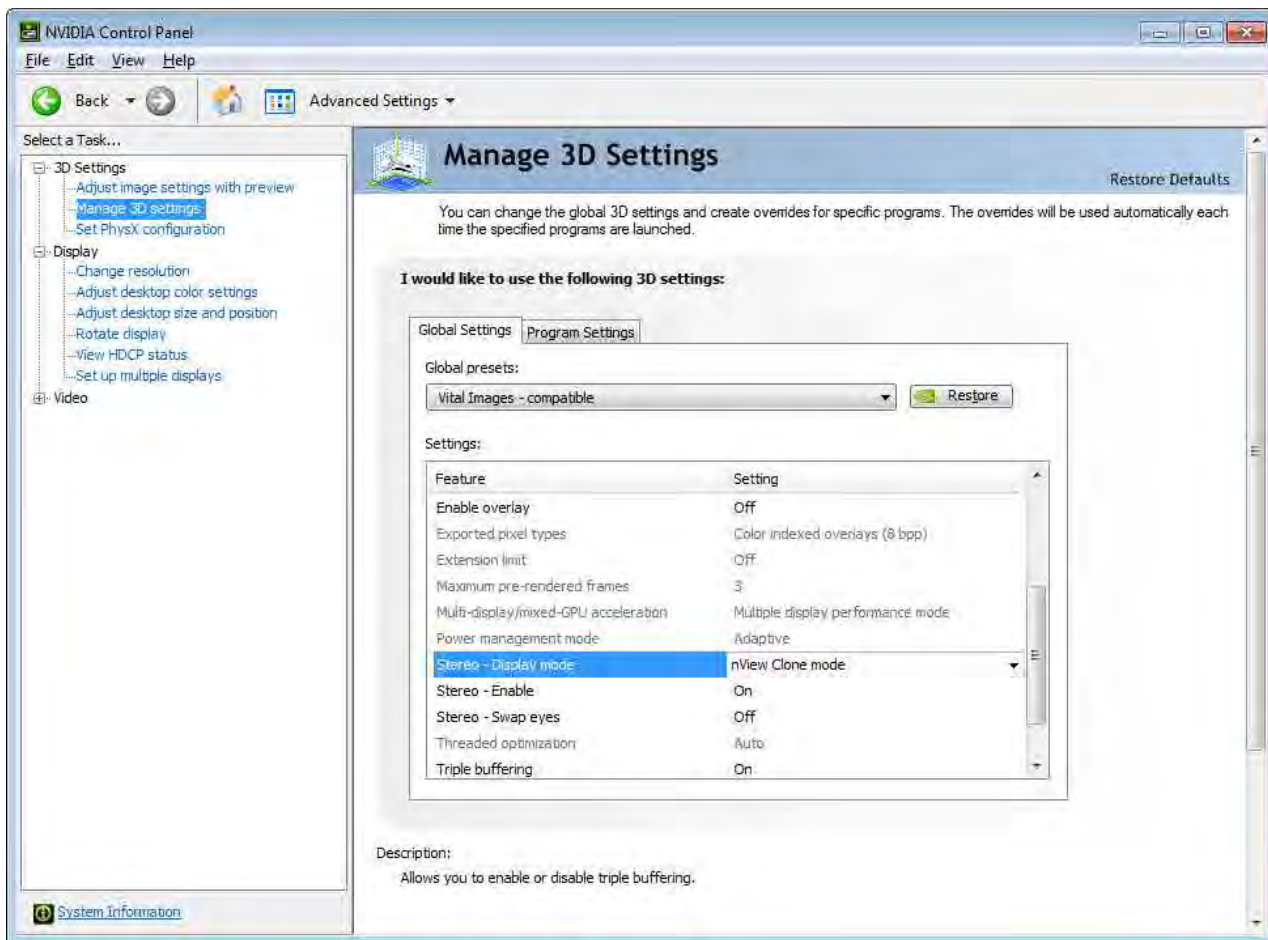 NVIDIA Control Panel
File Edit View Help
Back Advanced Settings
Select a Task...
3D Settings
Adjust image settings with preview
Manage 3D settings
Set PhysX configuration
Display
Change resolution
Adjust desktop color settings
Adjust desktop size and position
Rotate display
View HDCP status
Set up multiple displays
Video
System Information
Manage 3D Settings
Restore Defaults
You can change the global 3D settings and create overrides for specific programs. The overrides will be used automatically each
time the specified programs are launched.
I would like to use the following 3D settings:
Global Settings Program Settings
Global presets:
Vital Images - compatible Restore
Settings:
Feature Setting
Enable overlay Off
Exported pixel types Color indexed overlays (8 bpp)
Extension limit Off
Maximum pre-rendered frames 3
Multi-display/mixed-GPU acceleration Multiple display performance mode
Power management mode Adaptive
Stereo - Display mode nView Clone mode
Stereo - Enable On
Stereo - Swap eyes Off
Threaded optimization Auto
Triple buffering On
Description:
Allows you to enable or disable triple buffering.